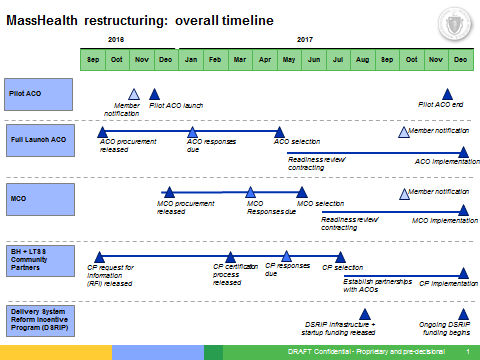 MassHealth restructuring: overall timeline
2016
2017
Sep Oct Nov Dec Jan Feb Mar Apr May Jun Jul Aug Sep Oct Nov Dec
Pilot ACO
Member
notification
Pilot ACO launch
Pilot ACO end
Full Launch ACO
ACO procurement
released
ACO responses
due
ACO selection
Member notification
Readiness review/
contracting
ACO implementation
MCO
MCO procurement
released
MCO
Responses due
MCO selection
Member notification
Readiness review/
contracting
MCO implementation
BH + LTSS
Community
Partners
CP request for
information
(RFI) released
CP certification
process
released
CP responses
due
CP selection
Establish partnerships
with ACOs
CP implementation
Delivery System
Reform Incentive
Program (DSRIP)
DSRIP infrastructure +
startup funding released
Ongoing DSRIP
funding begins
DRAFT Confidential - Proprietary and pre-decisional
1